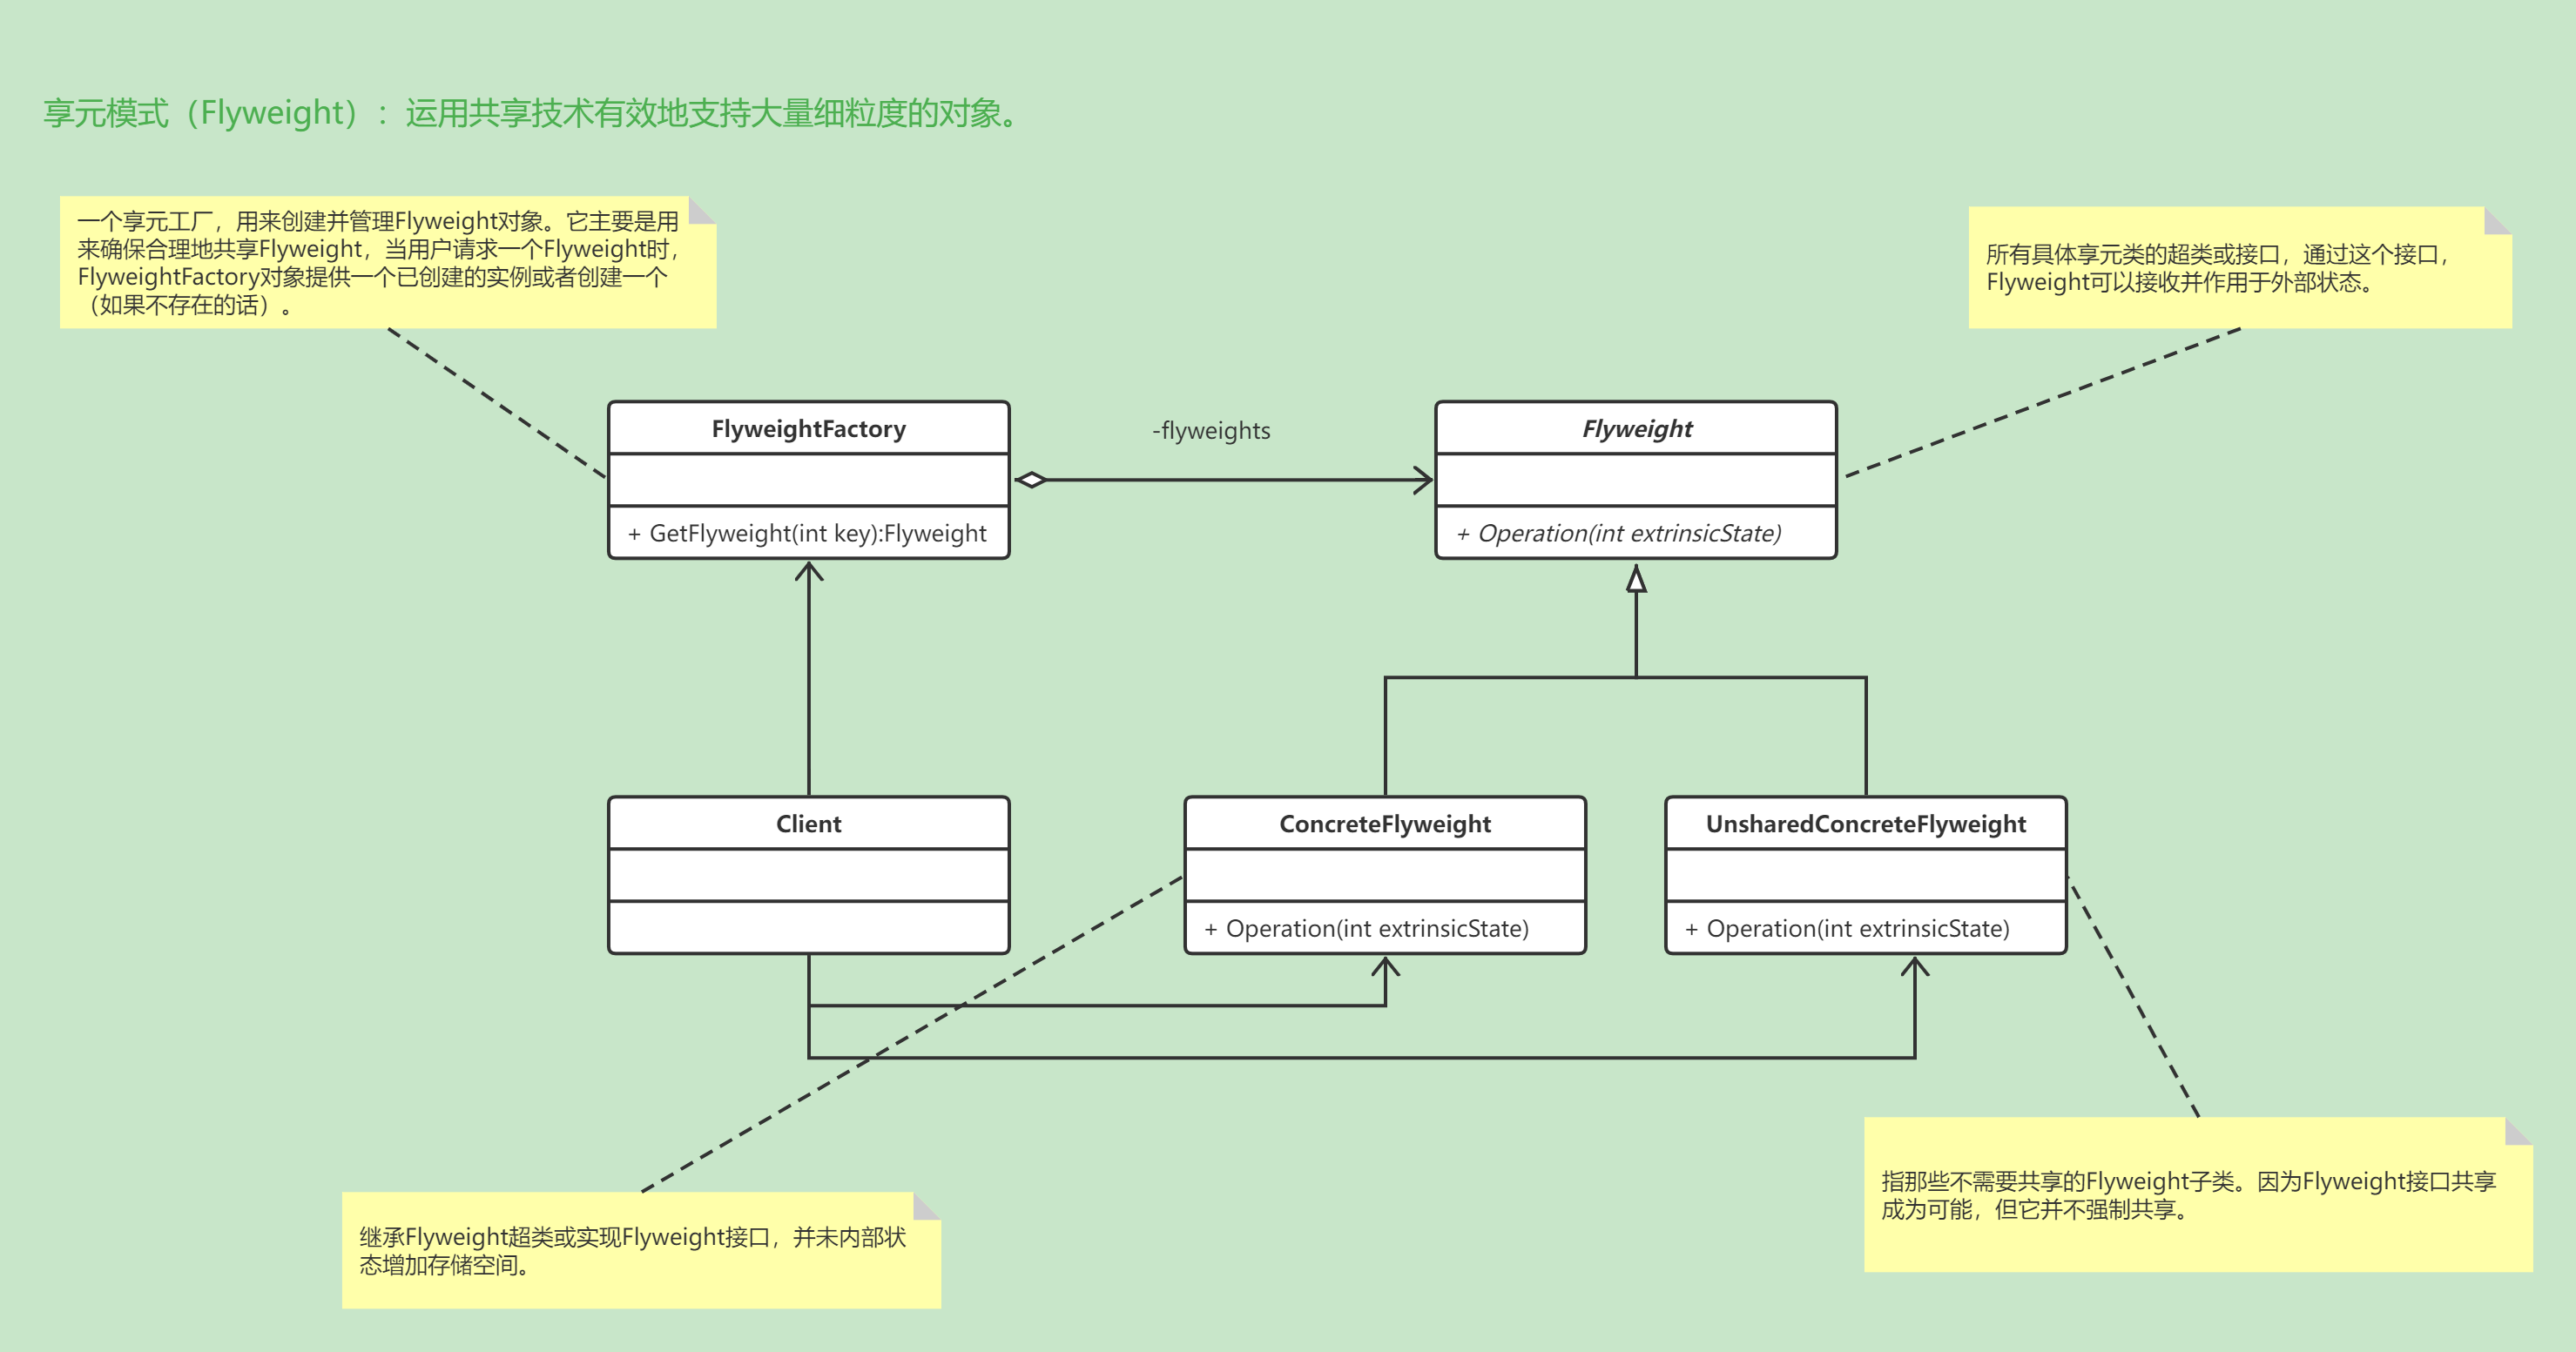 享元模式（Flyweight）：运用共享技术有效地支持大量细粒度的对象。
一个享元工厂，用来创建并管理Flyweight对象。它主要是用
来确保合理地共享Flyweight，当用户请求一个Flyweight时，
FlyweightFactory对象提供一个已创建的实例或者创建一个
（如果不存在的话）。
所有具体享元类的超类或接口，通过这个接口，
Flyweight可以接收并作用于外部状态。
FlyweightFactory
+ GetFlyweight(int key):Flyweight
-flyweights
Flyweight
+ Operation(int extrinsicState)
Client
ConcreteFlyweight
+ Operation(int extrinsicState)
UnsharedConcreteFlyweight
+ Operation(int extrinsicState)
继承Flyweight超类或实现Flyweight接口，并未内部状
态增加存储空间。
指那些不需要共享的Flyweight子类。因为Flyweight接口共享
成为可能，但它并不强制共享。